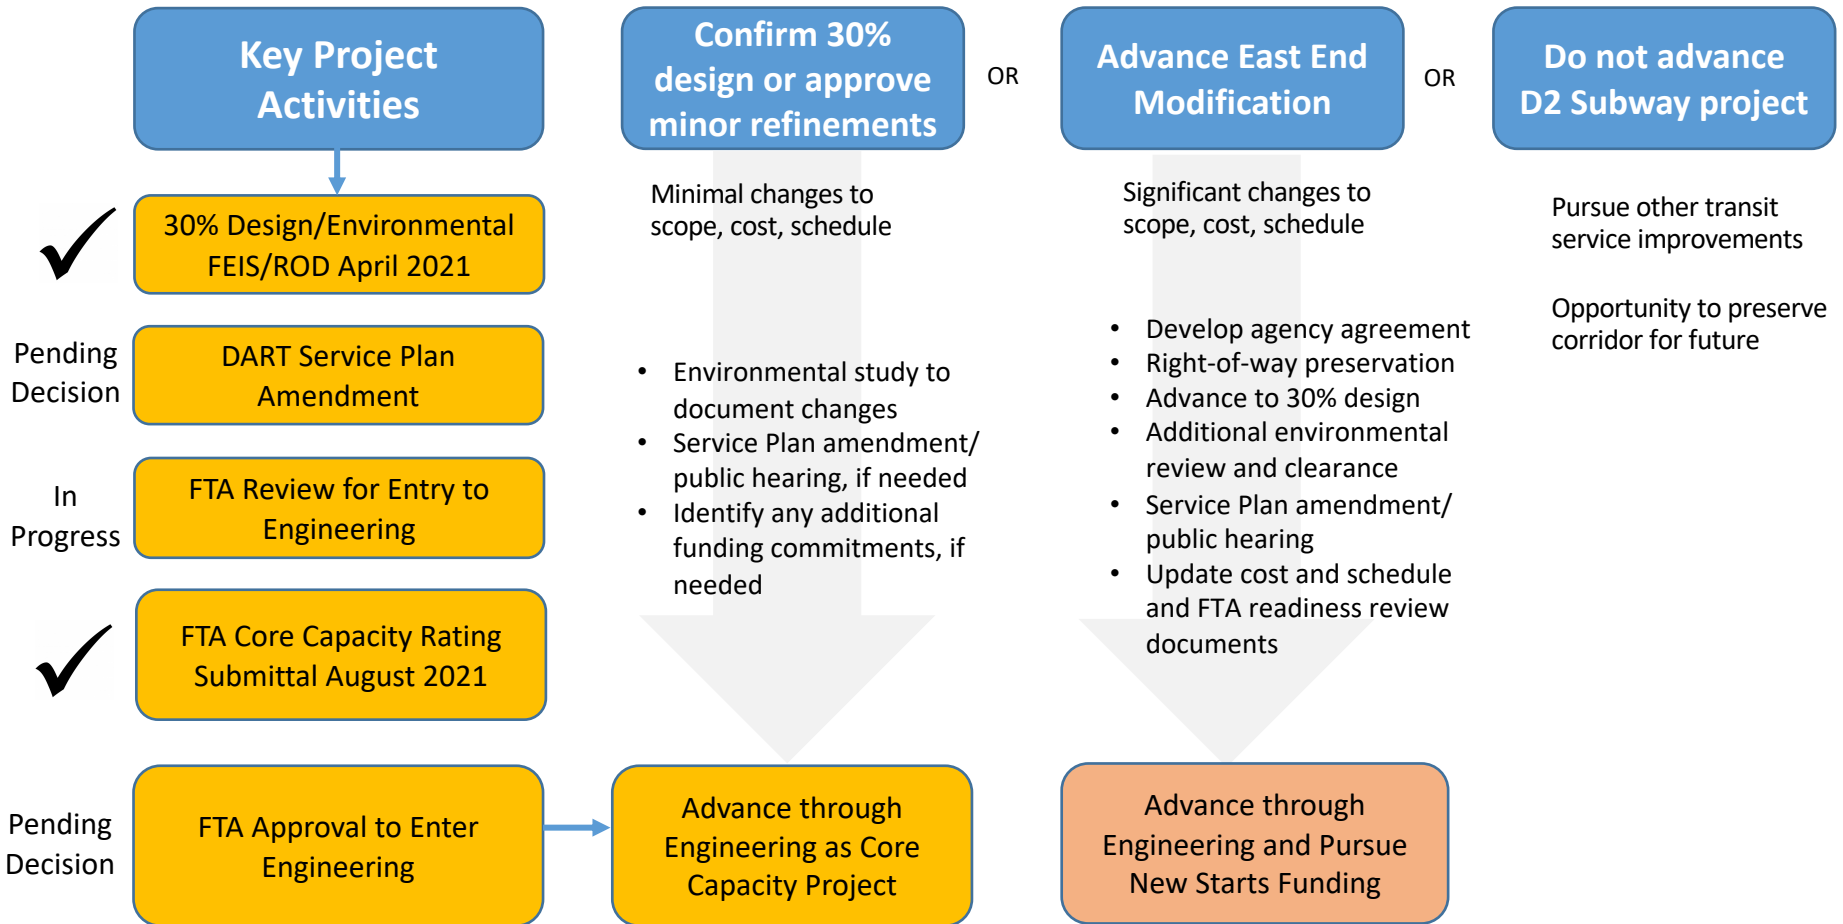 Key Project
Activities
30% Design/Environmental
FEIS/ROD April 2021
Pending
Decision
DART Service Plan
Amendment
In
Progress
FTA Review for Entry to
Engineering
FTA Core Capacity Rating
Submittal August 2021
Pending
Decision
FTA Approval to Enter
Engineering
Confirm 30%
design or approve
minor refinements
Minimal changes to
scope, cost, schedule
• Environmental study to
document changes
• Service Plan amendment/
public hearing, if needed
• Identify any additional
funding commitments, if
needed
Advance through
Engineering as Core
Capacity Project
OR
Advance East End
Modification
Significant changes to
scope, cost, schedule
• Develop agency agreement
• Right-of-way preservation
• Advance to 30% design
• Additional environmental
review and clearance
• Service Plan amendment/
public hearing
• Update cost and schedule
and FTA readiness review
documents
Advance through
Engineering and Pursue
New Starts Funding
OR
Do not advance
D2 Subway project
Pursue other transit
service improvements
Opportunity to preserve
corridor for future